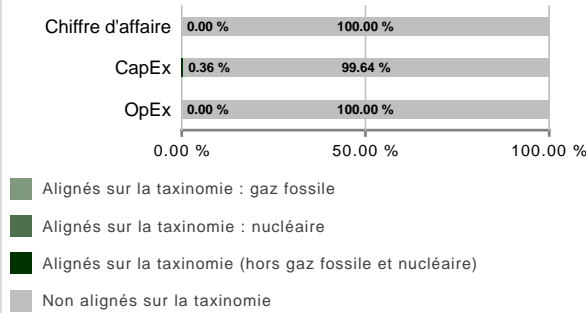 Chiffre d'affaire 0.00 % 100.00 %
CapEx 0.36 % 99.64 %
OpEx 0.00 % 100.00 %
0.00 % 50.00 % 100.00 %
Alignés sur la taxinomie : gaz fossile
Alignés sur la taxinomie : nucléaire
Alignés sur la taxinomie (hors gaz fossile et nucléaire)
Non alignés sur la taxinomie